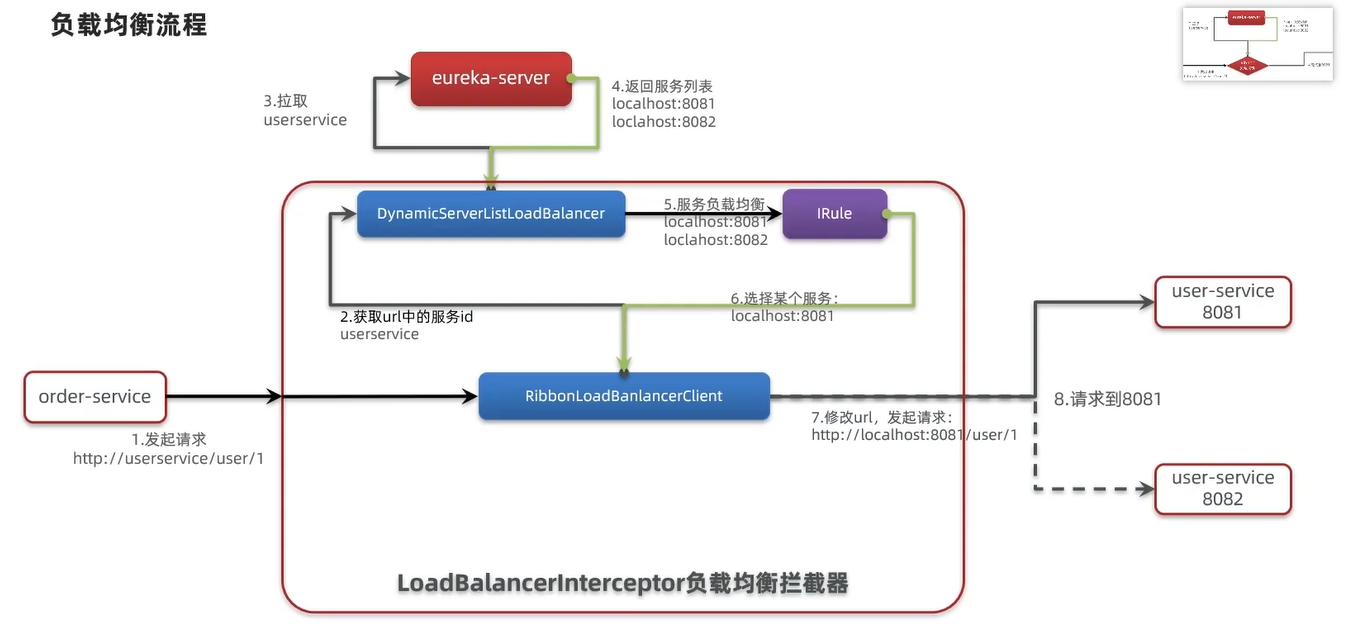 负载均衡流程
eureka-server
3.拉取
userservice
4.返回服务列表
localhost:8081
loclahost:8082
DynamicServerListLoadBalancer
5.服务负载均衡
localhost:8081
loclahost:8082
IRule
2.获取url中的服务id
userservice
6.选择某个服务：
localhost:8081
user-service
8081
order-service
1.发起请求
http://userservice/user/1
RibbonLoadBanlancerClient
7.修改url，发起请求：
http://localhost:8081/user/1
8.请求到8081
user-service
8082
LoadBalancerInterceptor负载均衡拦截器